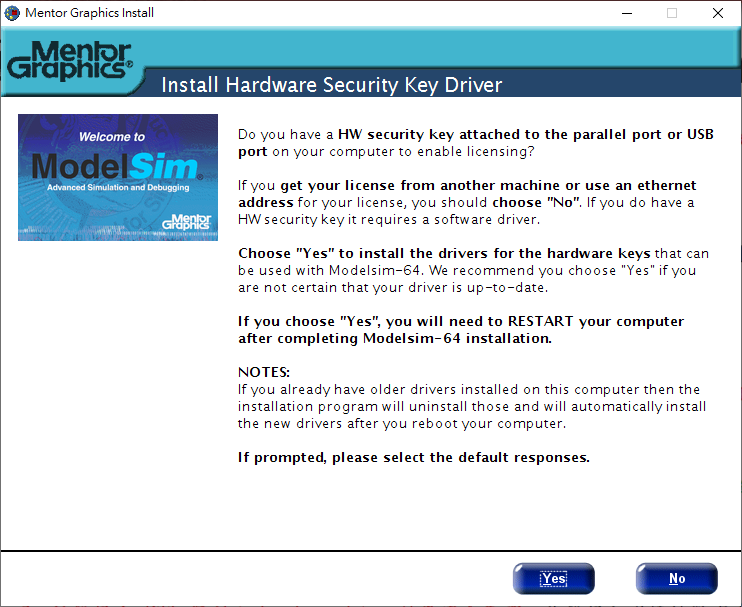 Mentor Graphics Install
Mentor
Graphics®
Install Hardware Security Key Driver
Welcome to
ModelSim®
Advanced Simulation and Debugging
Mentor
Graphics
Do you have a HW security key attached to the parallel port or USB
port on your computer to enable licensing?
If you get your license from another machine or use an ethernet
address for your license, you should choose "No". If you do have a
HW security key it requires a software driver.
Choose "Yes" to install the drivers for the hardware keys that can
be used with Modelsim-64. We recommend you choose "Yes" if you
are not certain that your driver is up-to-date.
If you choose "Yes", you will need to RESTART your computer
after completing Modelsim-64 installation.
NOTES:
If you already have older drivers installed on this computer then the
installation program will uninstall those and will automatically install
the new drivers after you reboot your computer.
If prompted, please select the default responses.
Yes
No